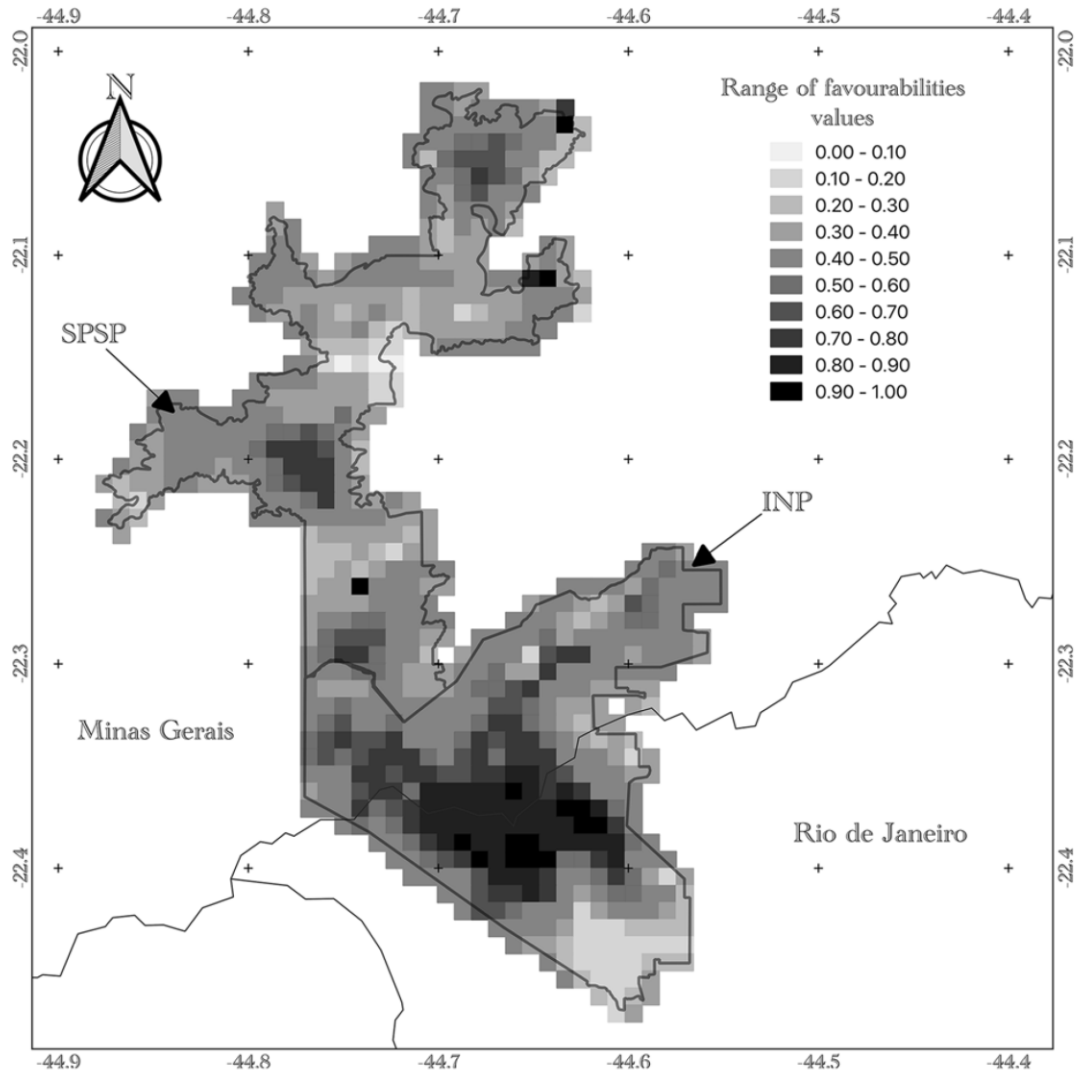 -44.9 -44.8 -44.7 -44.6 -44.5 -44.4
-22.0 -22.0
N
Range of favourabilities
values
0.00 - 0.10
0.10 - 0.20
0.20 - 0.30
0.30 - 0.40
0.40 - 0.50
0.50 - 0.60
0.60 - 0.70
0.70 - 0.80
0.80 - 0.90
0.90 - 1.00
-22.1 -22.1
SPSP
-22.2 -22.2
INP
-22.3 -22.3
Minas Gerais
Rio de Janeiro
-22.4 -22.4
-44.9 -44.8 -44.7 -44.6 -44.5 -44.4